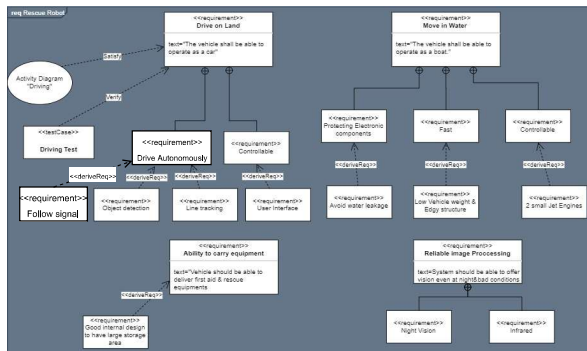 req Rescue Robot
<<requirement>>
Drive on Land
text="The vehicle shall be able to
operate as a car"
<<requirement>>
Move in Water
text="The vehicle shall be able to
operate as a boat."
Satisfy
Activity Diagram
"Driving"
Verify
<<testCase>>
Driving Test
<<requirement>>
Drive Autonomously
<<requirement>>
Controllable
<<requirement>>
Protecting Electronic
components
<<requirement>>
Fast
<<requirement>>
Controllable
<<deriveReq>>
<<deriveReq>>
<<deriveReq>>
<<deriveReq>>
<<deriveReq>>
<<deriveReq>>
<<deriveReq>>
<<requirement>>
Follow signal
<<requirement>>
Object detection
<<requirement>>
Line tracking
<<requirement>>
User Interface
<<requirement>>
Avoid water leakage
<<requirement>>
Low Vehicle weight &
Edgy structure
<<requirement>>
2 small Jet Engines
<<requirement>>
Ability to carry equipment
text="Vehicle should be able to
deliver first aid & rescue
equipments
<<requirement>>
Reliable image Proccessing
text=System should be able to offer
vision even at night&bad conditions
<<deriveReq>>
<<requirement>>
Good internal design
to have large storage
area
<<requirement>>
Night Vision
<<requirement>>
Infrared